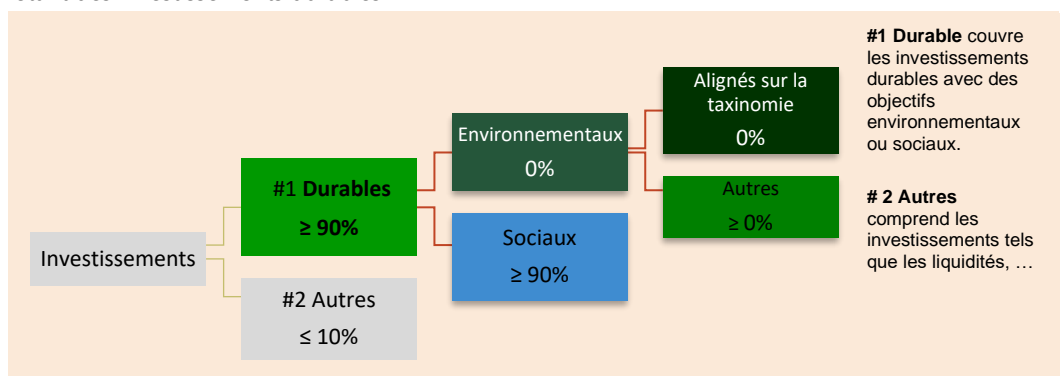 Investissements
#1 Durables
≥ 90%
#2 Autres
≤ 10%
Environnementaux
0%
Sociaux
≥ 90%
Alignés sur la
taxinomie
0%
Autres
≥ 0%
#1 Durable couvre
les investissements
durables avec des
objectifs
environnementaux
ou sociaux.
# 2 Autres
comprend les
investissements tels
que les liquidités, …